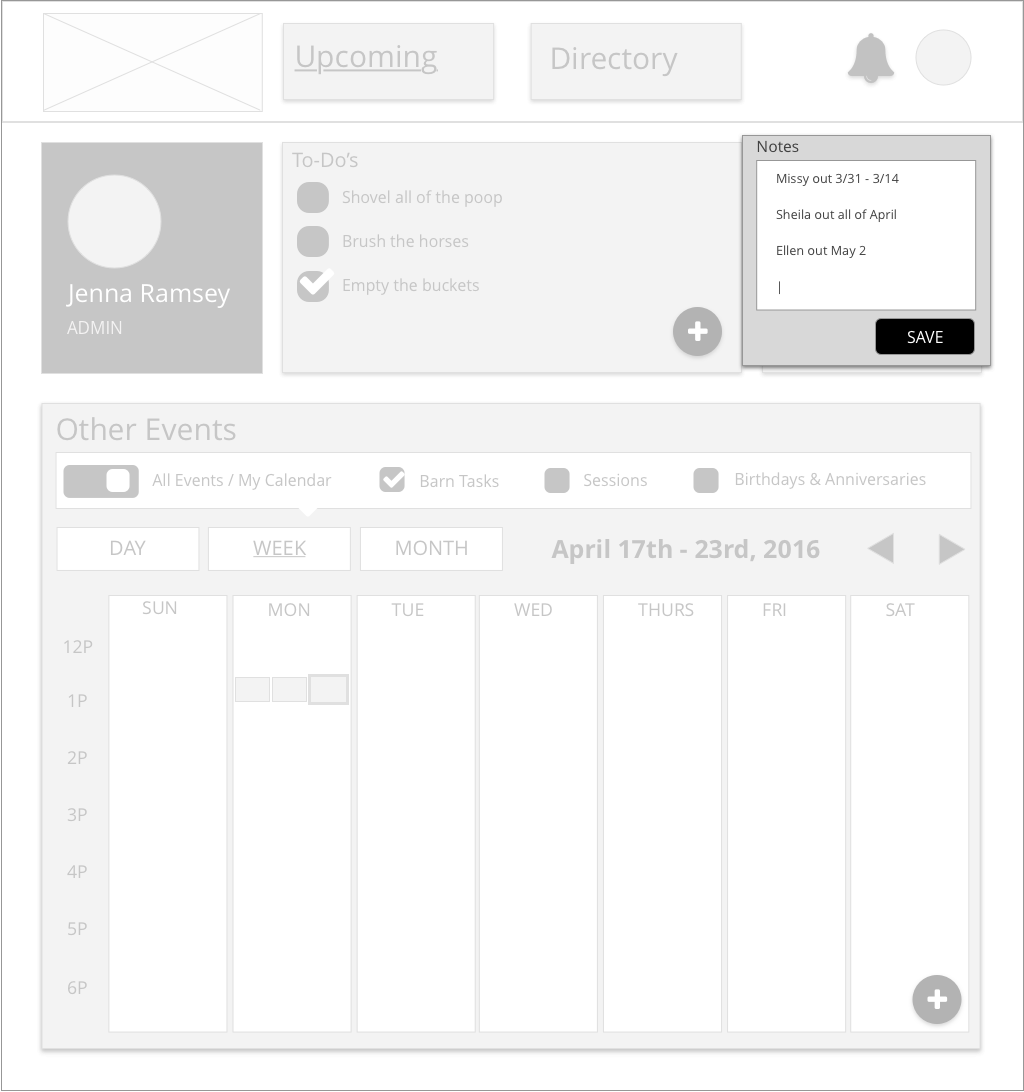 Upcoming
Directory
To-Do's
Shovel all of the poop
Brush the horses
Empty the buckets
Jenna Ramsey
ADMIN
Notes
Missy out 3/31 - 3/14
Sheila out all of April
Ellen out May 2
SAVE
Other Events
All Events / My Calendar
Barn Tasks
Sessions
Birthdays & Anniversaries
DAY
WEEK
MONTH
April 17th - 23rd, 2016
SUN
MON
TUE
WED
THURS
FRI
SAT
12P
1P
2P
3P
4P
5P
6P